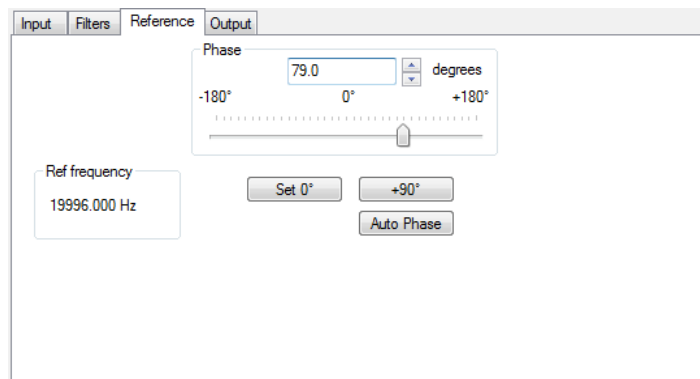 Input Filters Reference Output
Phase
79.0 degrees
-180° 0° +180°
Ref frequency
19996.000 Hz
Set 0° +90°
Auto Phase